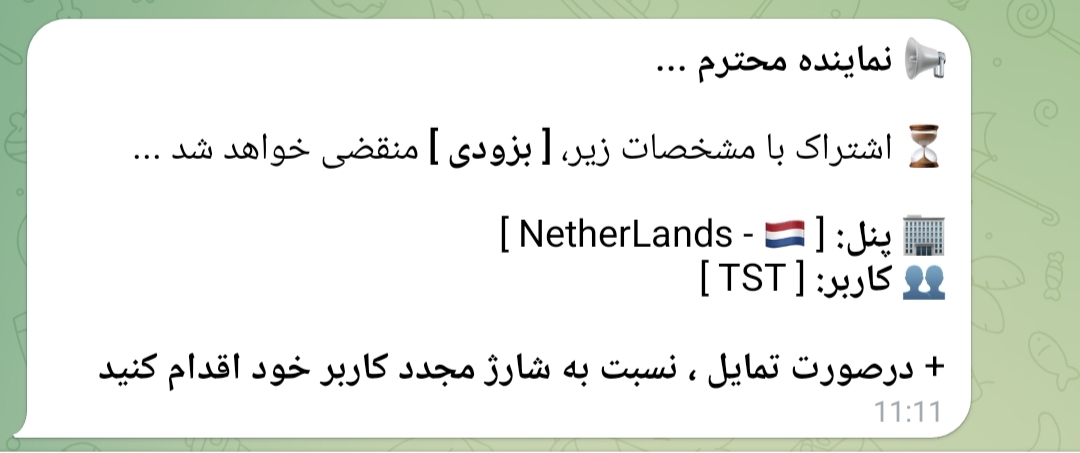 📢 نماینده محترم ...
⏳ اشتراک با مشخصات زیر، [ بزودی ] منقضی خواهد شد ...
🏢 پنل: [ 🇳🇱 - NetherLands ]
👥 کاربر: [ TST ]
+ درصورت تمایل ، نسبت به شارژ مجدد کاربر خود اقدام کنید
11:11